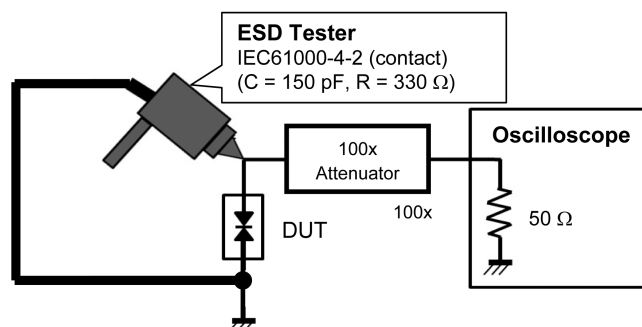 ESD Tester
IEC61000-4-2 (contact)
(C = 150 pF, R = 330 Ω)
Oscilloscope
100x
Attenuator
100x
50 Ω
DUT